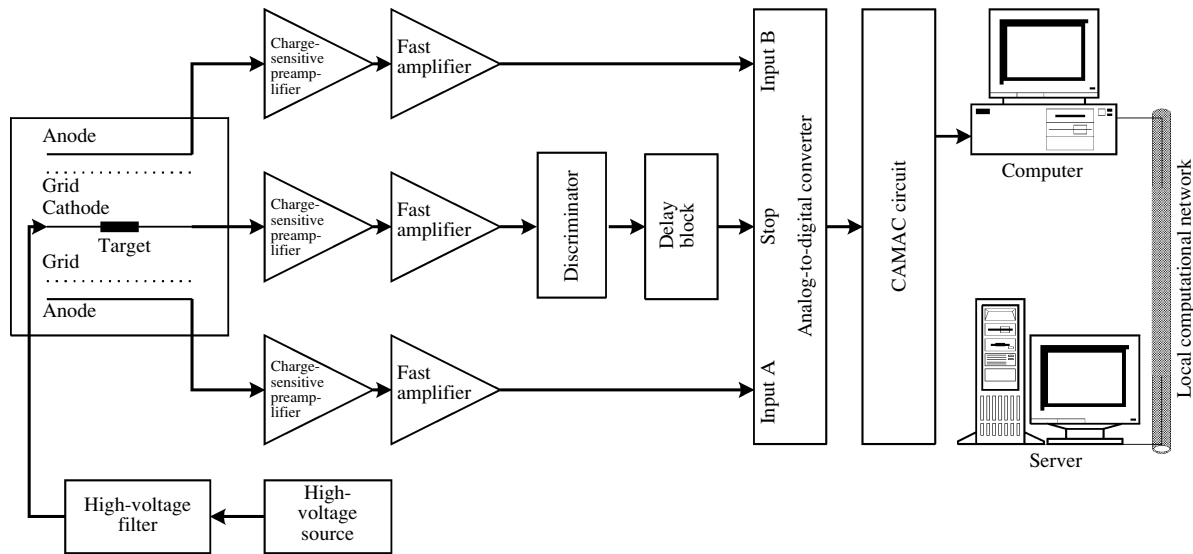 Charge-
sensitive
preamp-
lifier
Fast
amplifier
Input B
Anode
Grid
Cathode
Target
Grid
Anode
Charge-
sensitive
preamp-
lifier
Fast
amplifier
Discriminator
Delay
block
Stop
Analog-to-digital converter
CAMAC circuit
Computer
Local computational network
Charge-
sensitive
preamp-
lifier
Fast
amplifier
Input A
Server
High-voltage
filter
High-
voltage
source